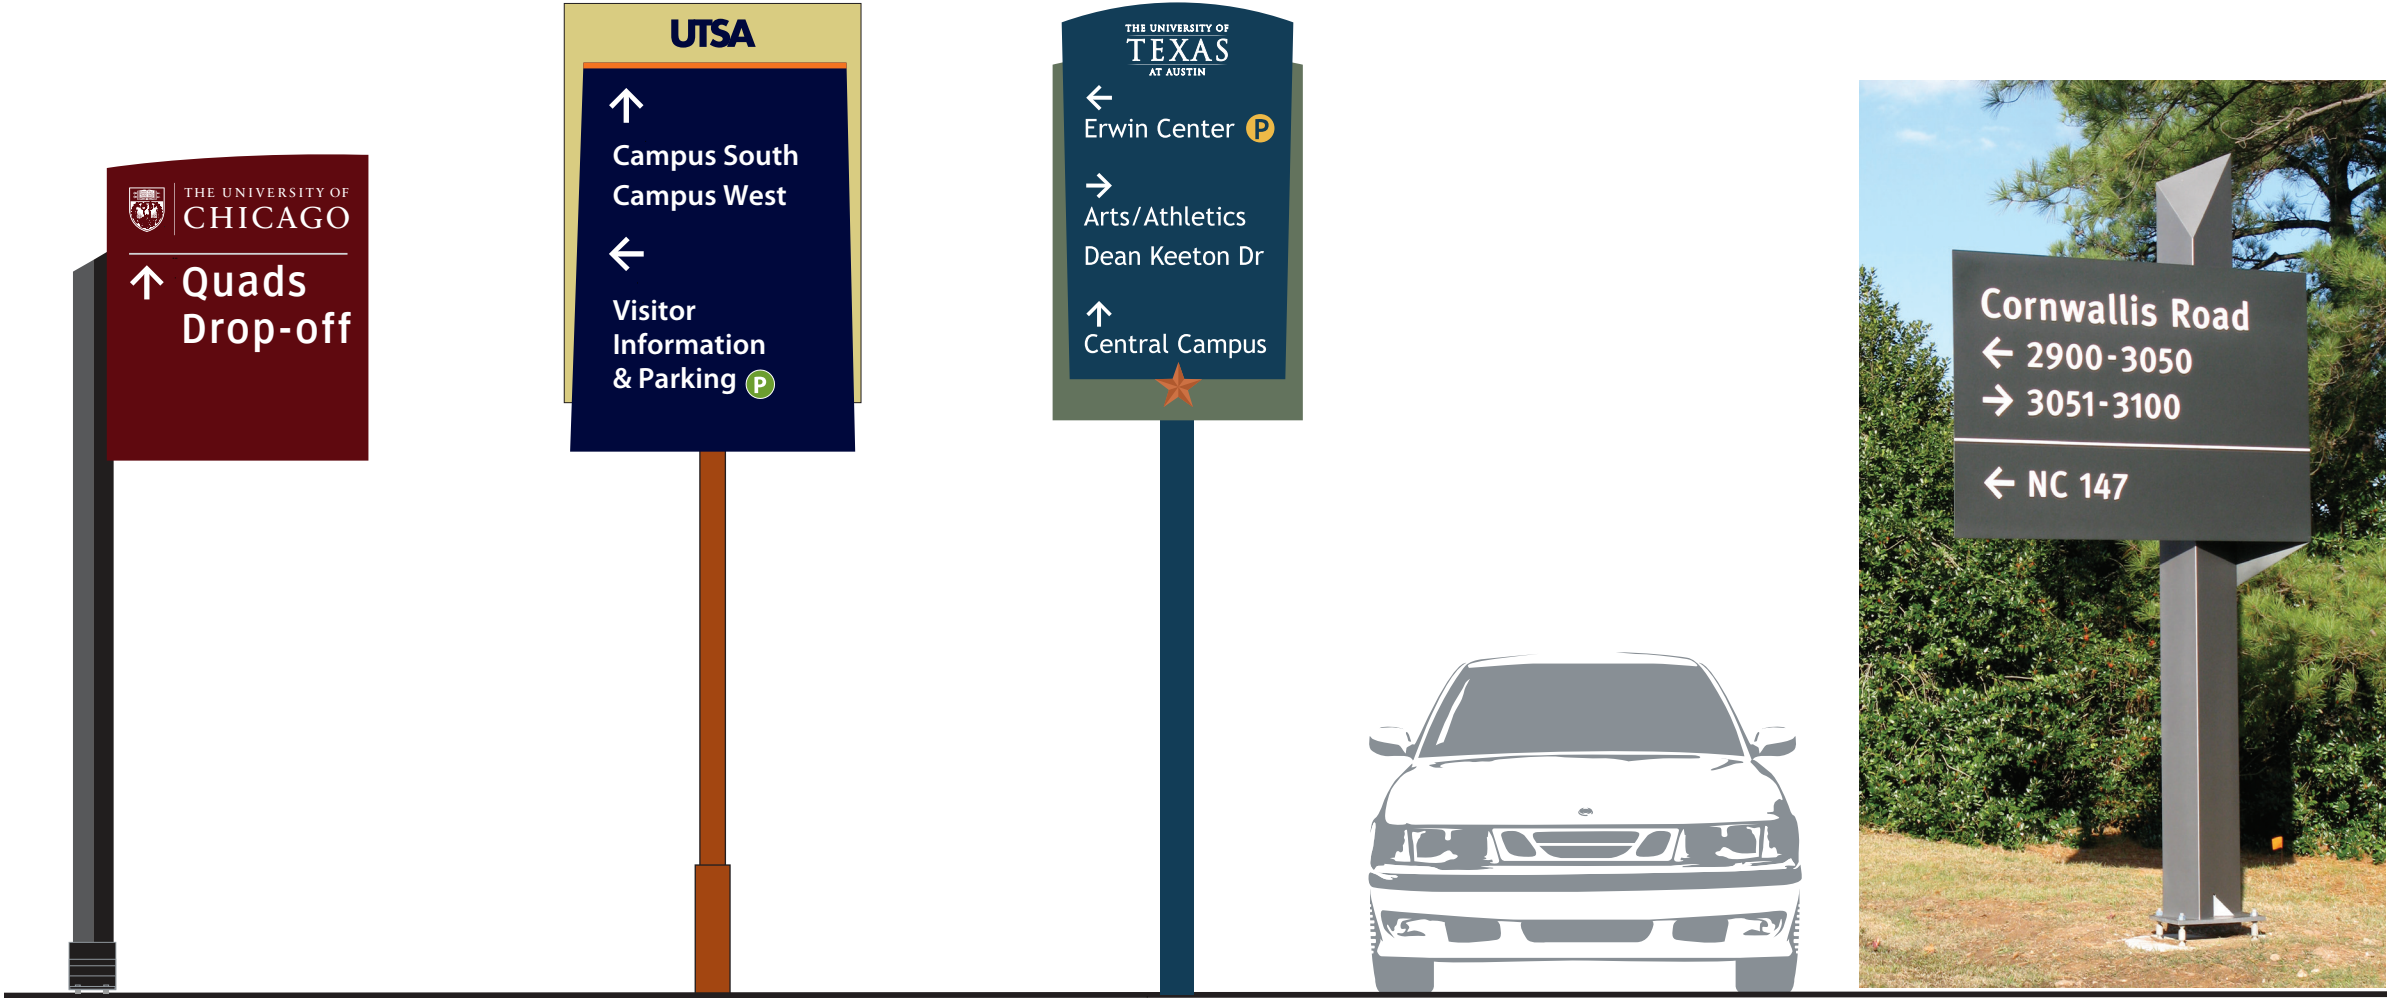 THE UNIVERSITY OF
CHICAGO
↑ Quads
Drop-off
UTSA
↑
Campus South
Campus West
←
Visitor
Information
& Parking P
THE UNIVERSITY OF
TEXAS
AT AUSTIN
←
Erwin Center P
→
Arts/Athletics
Dean Keeton Dr
↑
Central Campus
Cornwallis Road
← 2900-3050
→ 3051-3100
← NC 147